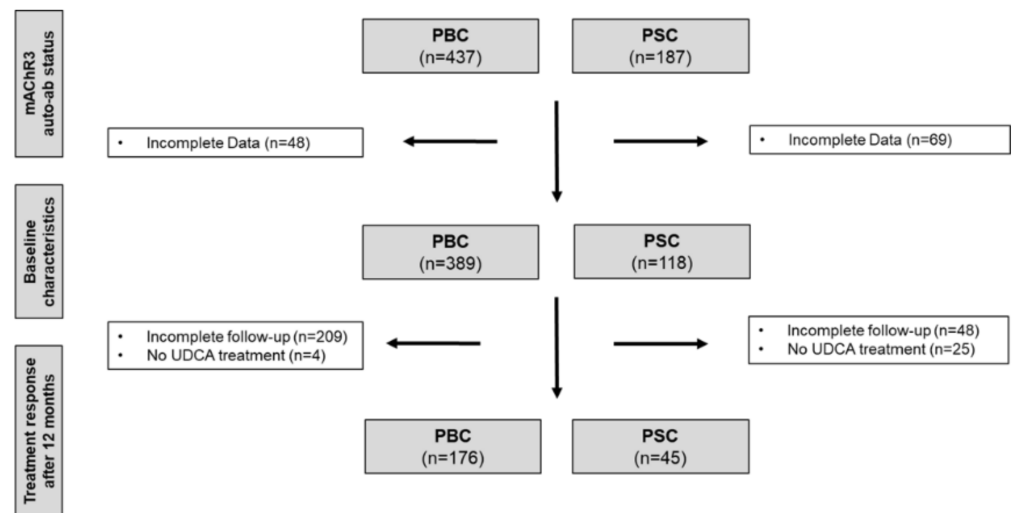 mAChR3
auto-ab status
PBC
(n=437)
PSC
(n=187)
• Incomplete Data (n=48)
• Incomplete Data (n=69)
Baseline
characteristics
PBC
(n=389)
PSC
(n=118)
• Incomplete follow-up (n=209)
• No UDCA treatment (n=4)
• Incomplete follow-up (n=48)
• No UDCA treatment (n=25)
Treatment response
after 12 months
PBC
(n=176)
PSC
(n=45)